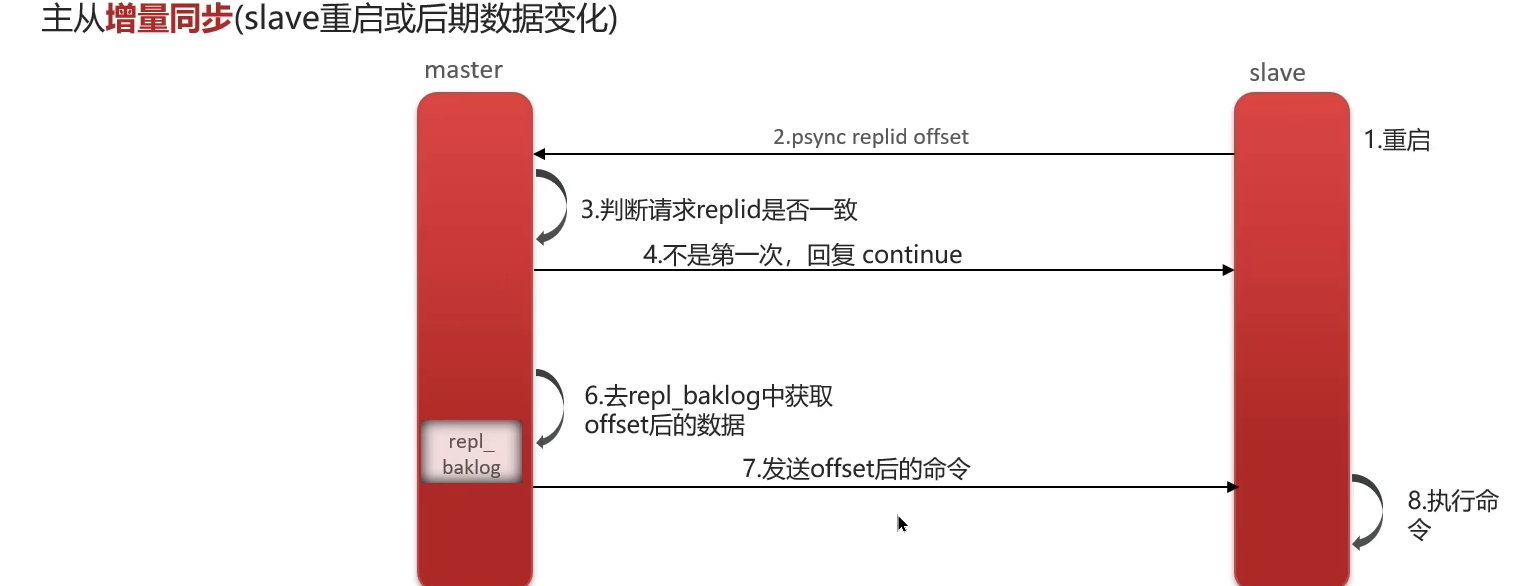 主从增量同步(slave重启或后期数据变化)
master
slave
2.psync replid offset
1.重启
3.判断请求replid是否一致
4.不是第一次，回复 continue
6.去repl_baklog中获取
offset后的数据
repl_
baklog
7.发送offset后的命令
8.执行命
令